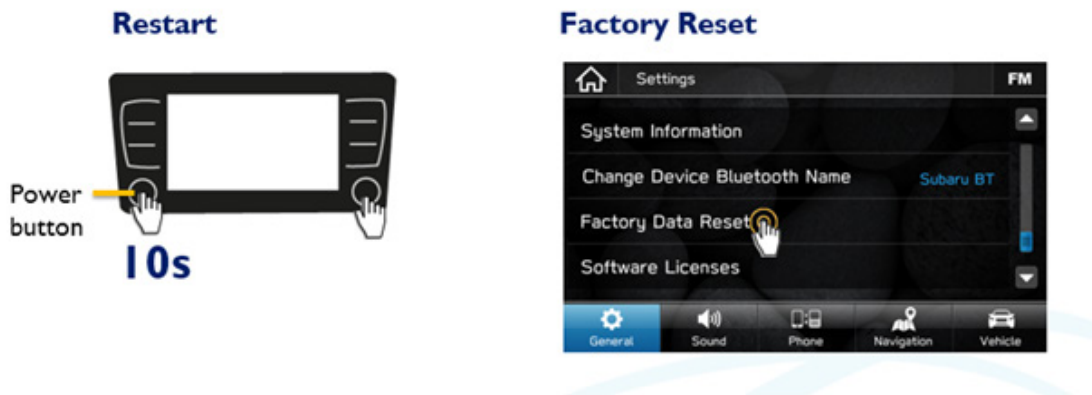 Restart
Power
button
10s
Factory Reset
Settings FM
System Information
Change Device Bluetooth Name Subaru BT
Factory Data Reset
Software Licenses
General Sound Phone Navigation Vehicle